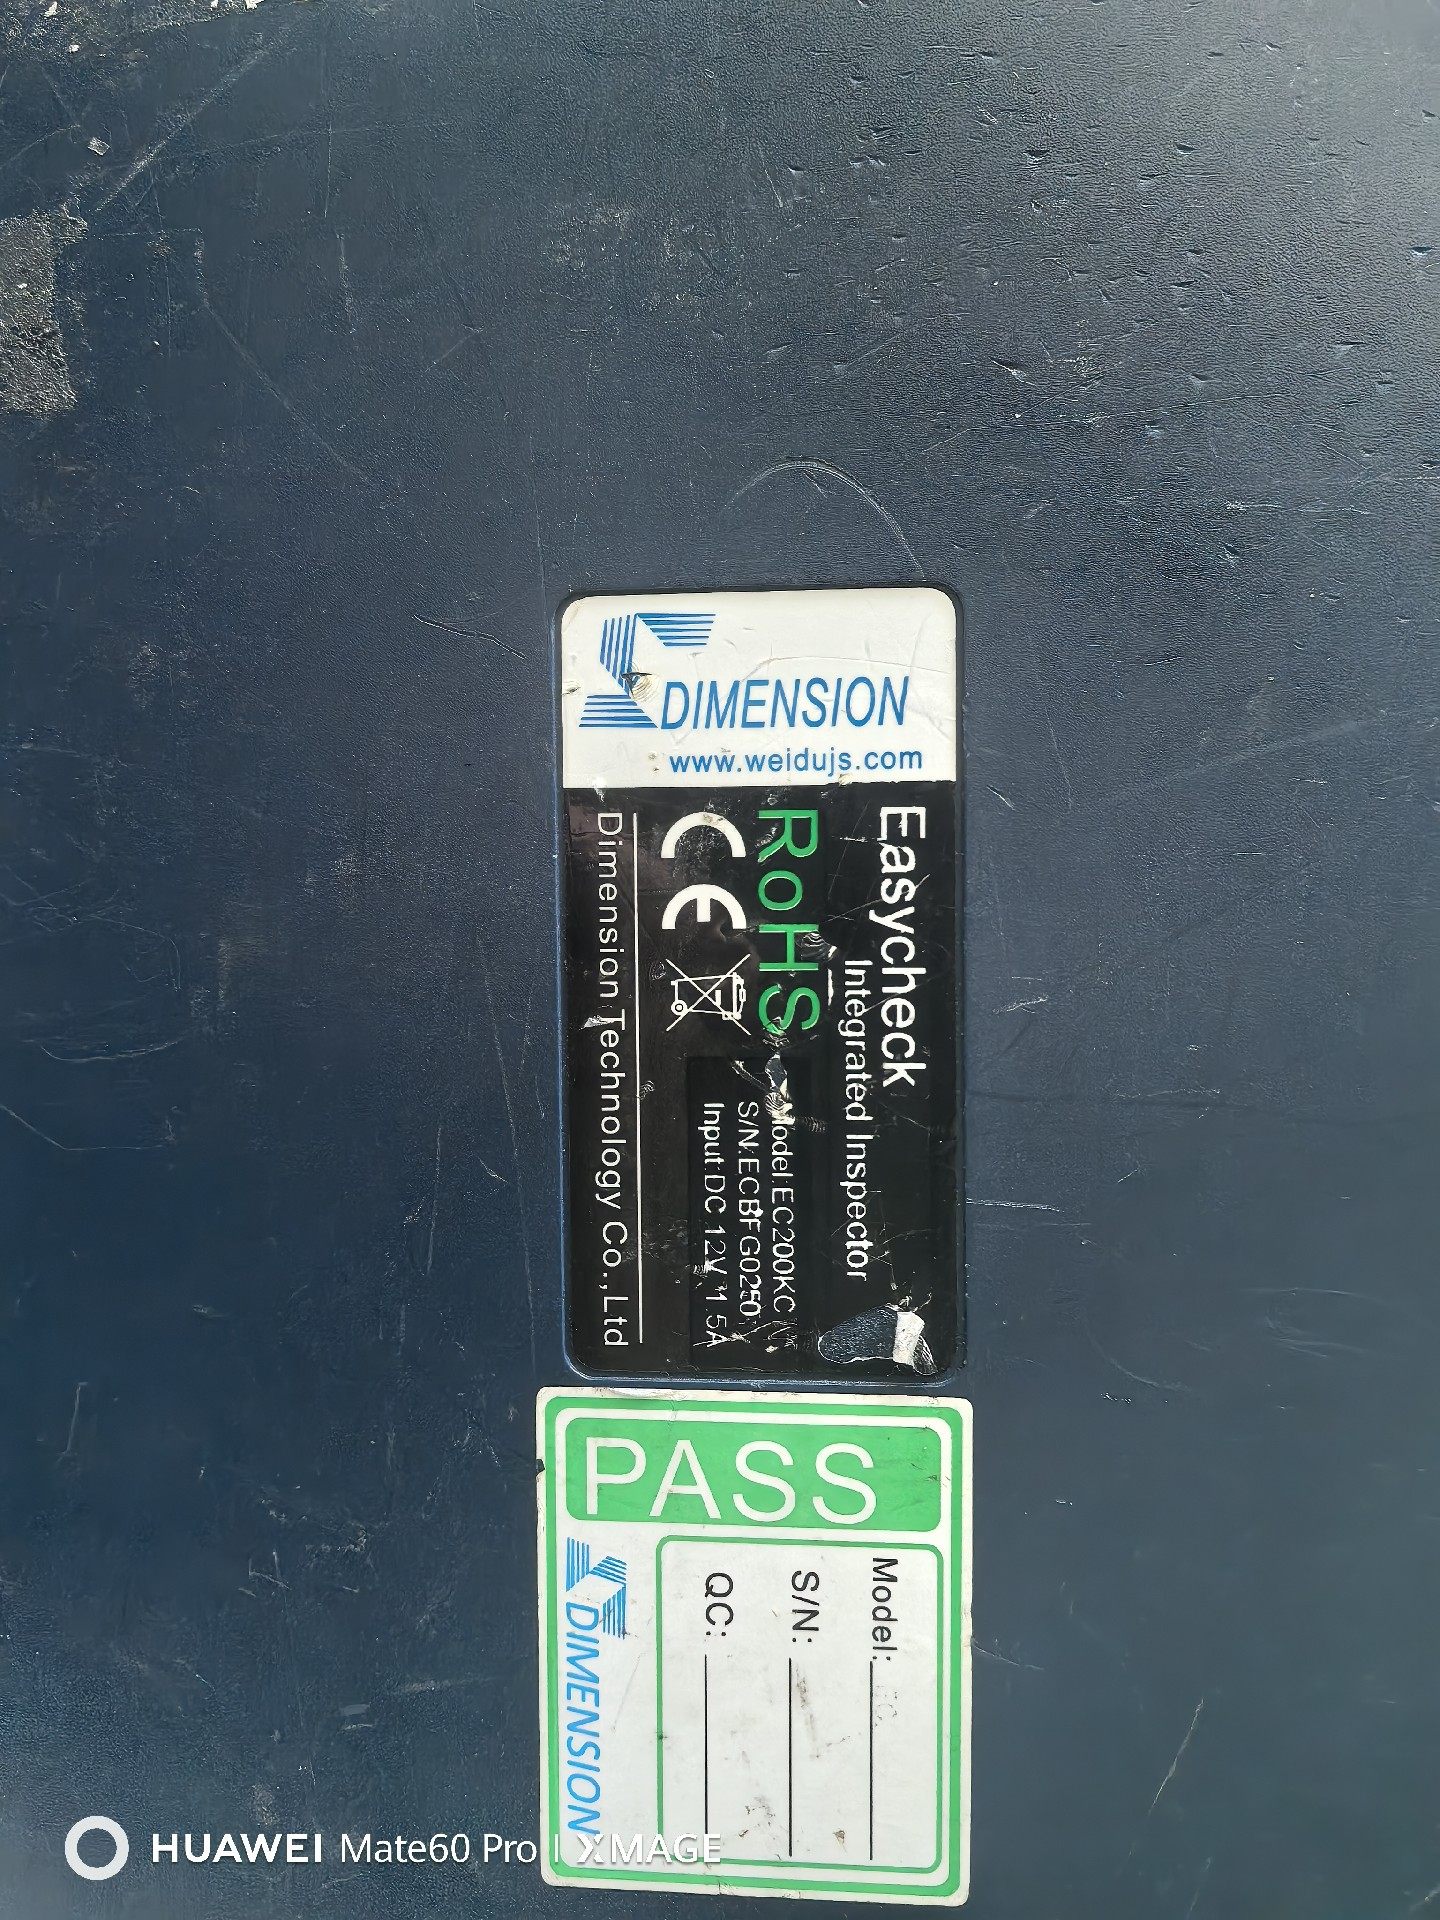 DIMENSION
www.weidujs.com
Easycheck
Integrated Inspector
RoHS
CE
Model:EC200KC
Input:DC 12V 1.5A
Dimension Technology Co.,Ltd
PASS
Model:
S/N:
QC:
DIMENSION
HUAWEI Mate60 Pro | XMAGE